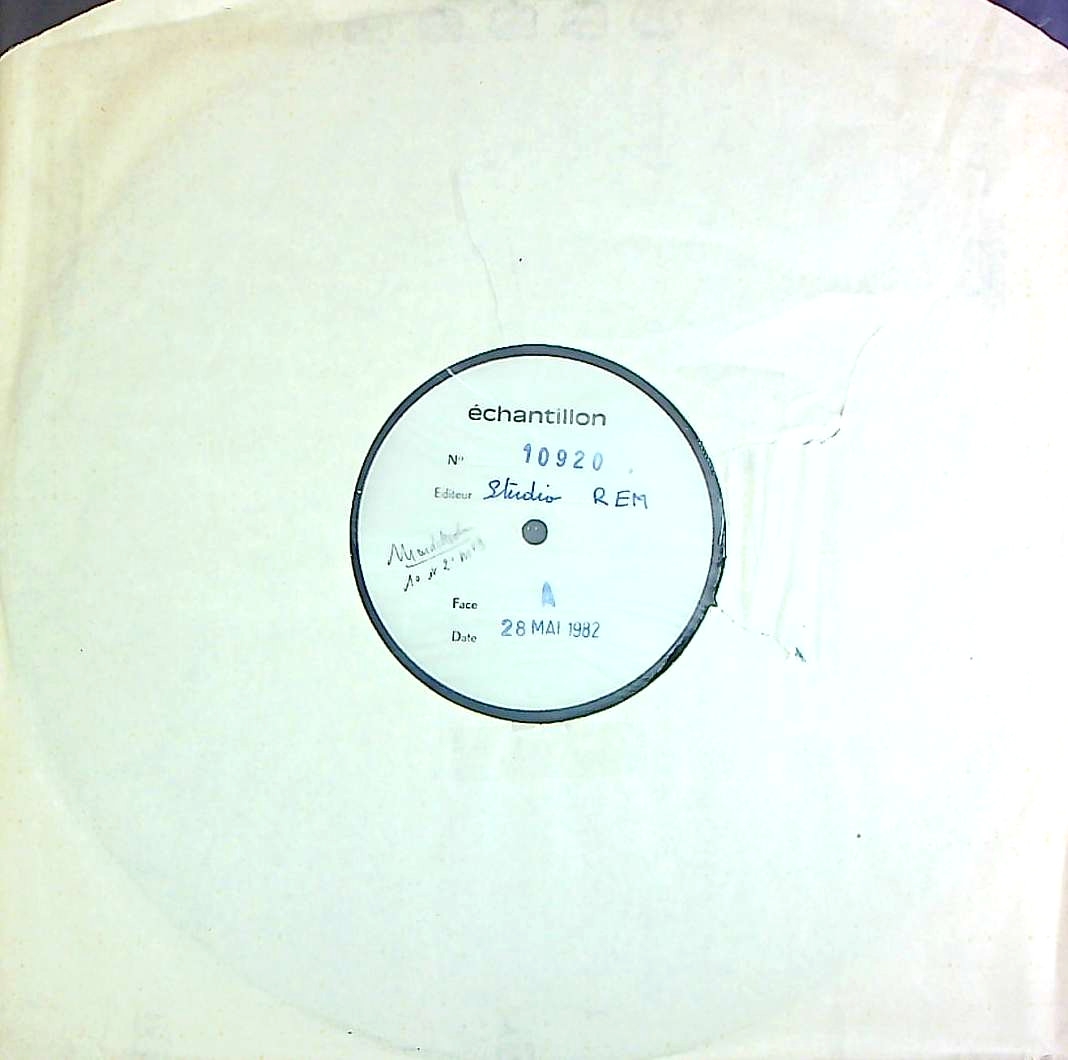 échantillon
N° 10920
Editeur Studio REM
Face A
Date 28 MAI 1982